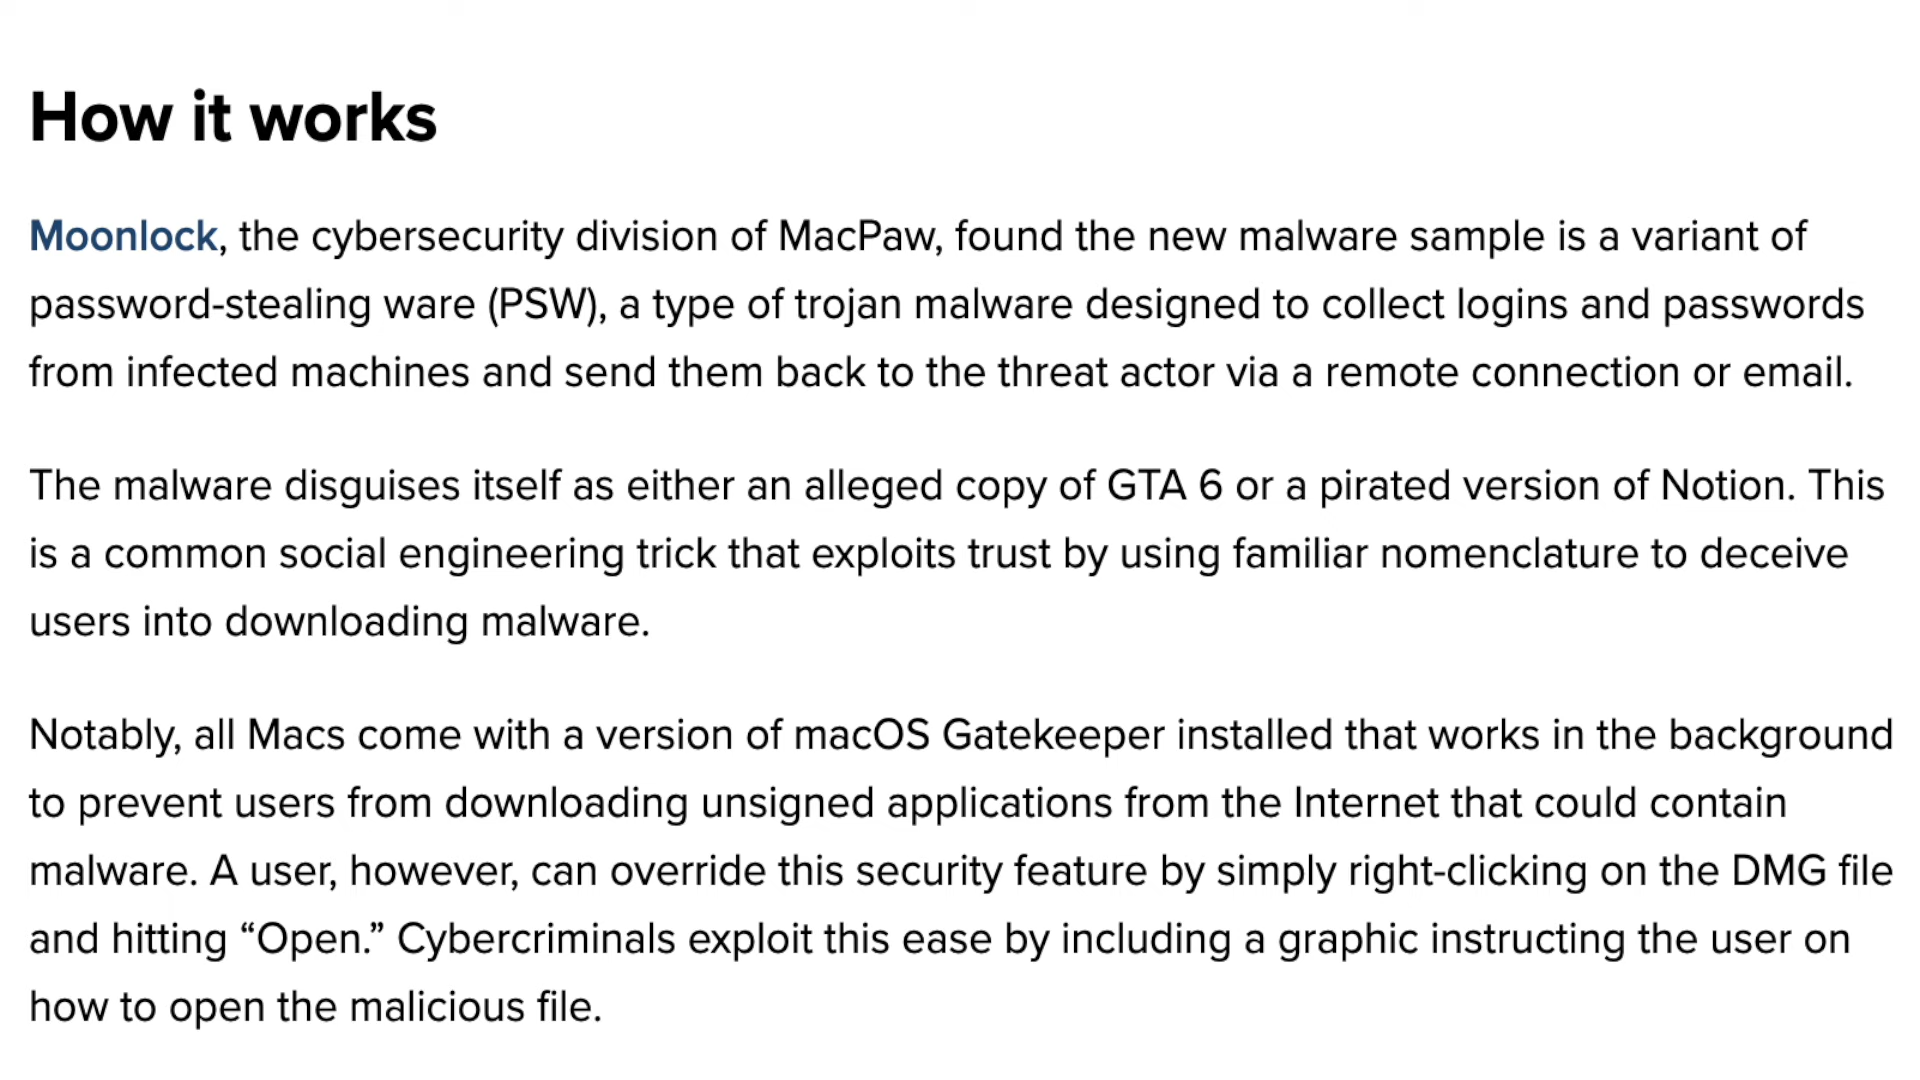 How it works
Moonlock, the cybersecurity division of MacPaw, found the new malware sample is a variant of
password-stealing ware (PSW), a type of trojan malware designed to collect logins and passwords
from infected machines and send them back to the threat actor via a remote connection or email.
The malware disguises itself as either an alleged copy of GTA 6 or a pirated version of Notion. This
is a common social engineering trick that exploits trust by using familiar nomenclature to deceive
users into downloading malware.
Notably, all Macs come with a version of macOS Gatekeeper installed that works in the background
to prevent users from downloading unsigned applications from the Internet that could contain
malware. A user, however, can override this security feature by simply right-clicking on the DMG file
and hitting “Open.” Cybercriminals exploit this ease by including a graphic instructing the user on
how to open the malicious file.